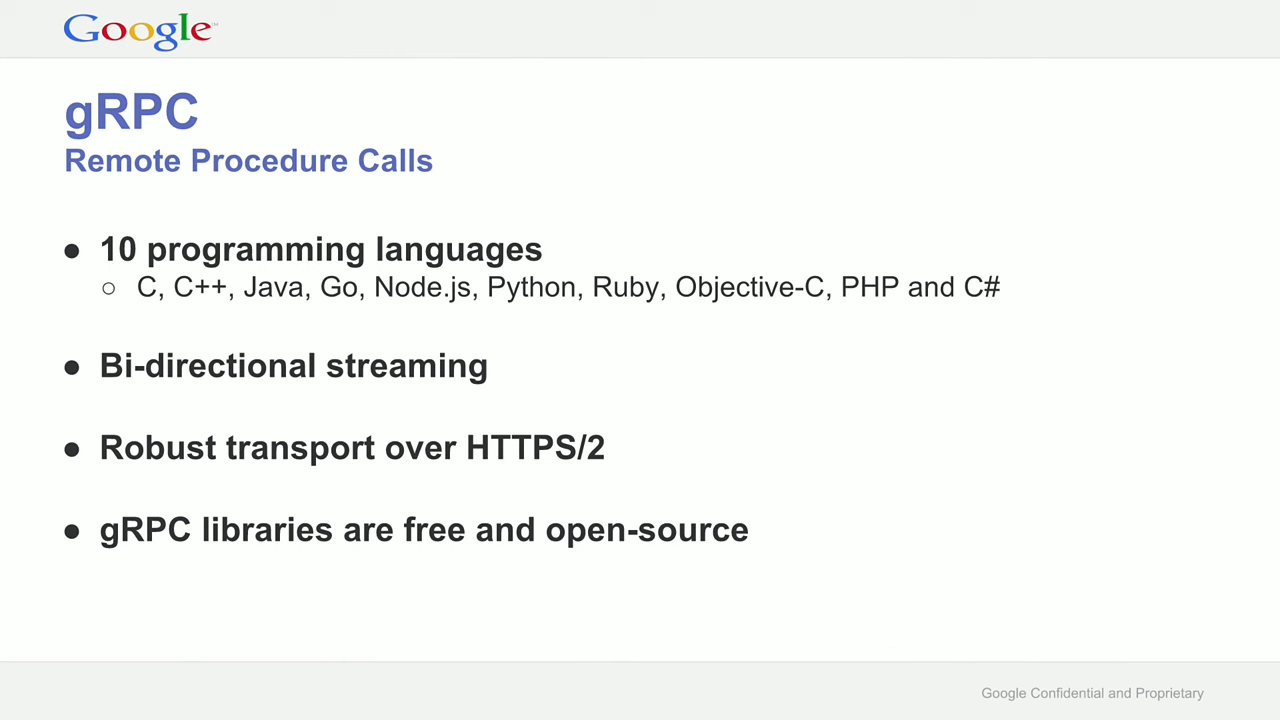 Google™
gRPC
Remote Procedure Calls
● 10 programming languages
○ C, C++, Java, Go, Node.js, Python, Ruby, Objective-C, PHP and C#
● Bi-directional streaming
● Robust transport over HTTPS/2
● gRPC libraries are free and open-source
Google Confidential and Proprietary